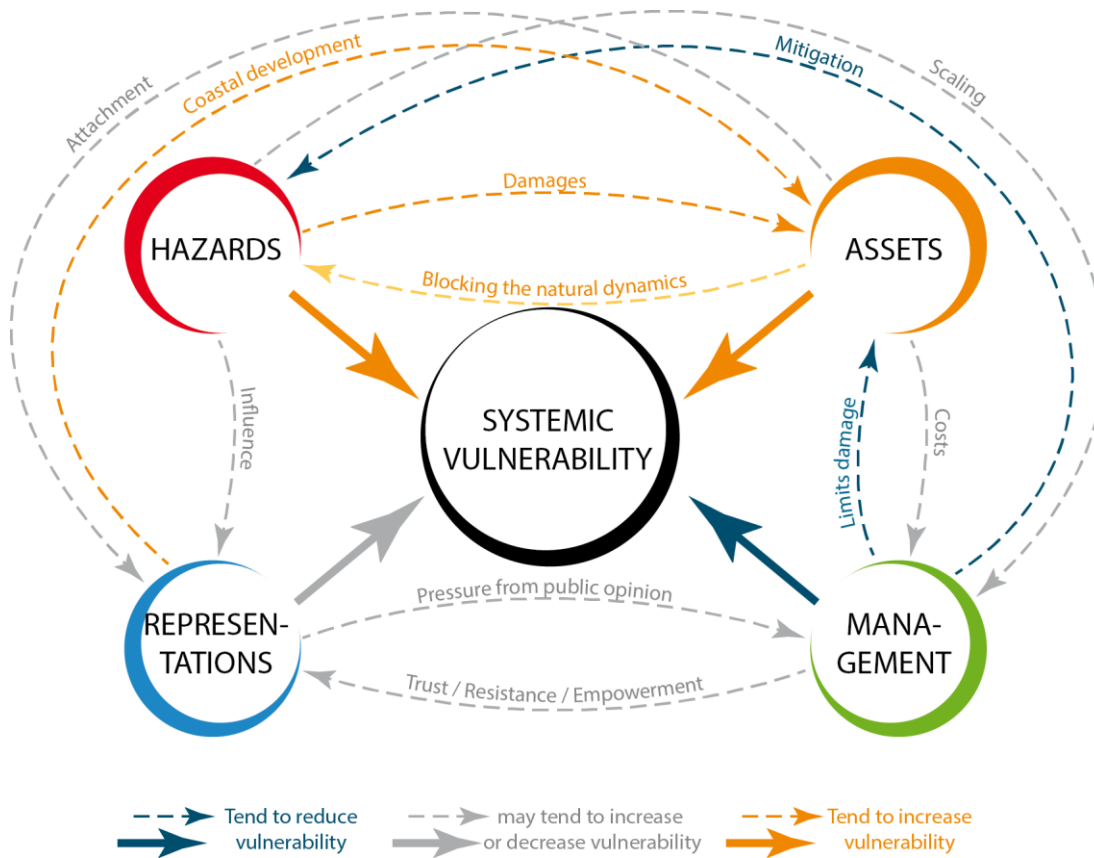 Attachment
Coastal development
Mitigation
Scaling
Damages
HAZARDS
ASSETS
Blocking the natural dynamics
Influence
SYSTEMIC
VULNERABILITY
Limits damage
Costs
Pressure from public opinion
REPRESEN-
TATIONS
MANA-
GEMENT
Trust / Resistance / Empowerment
Tend to reduce
vulnerability
may tend to increase
or decrease vulnerability
Tend to increase
vulnerability